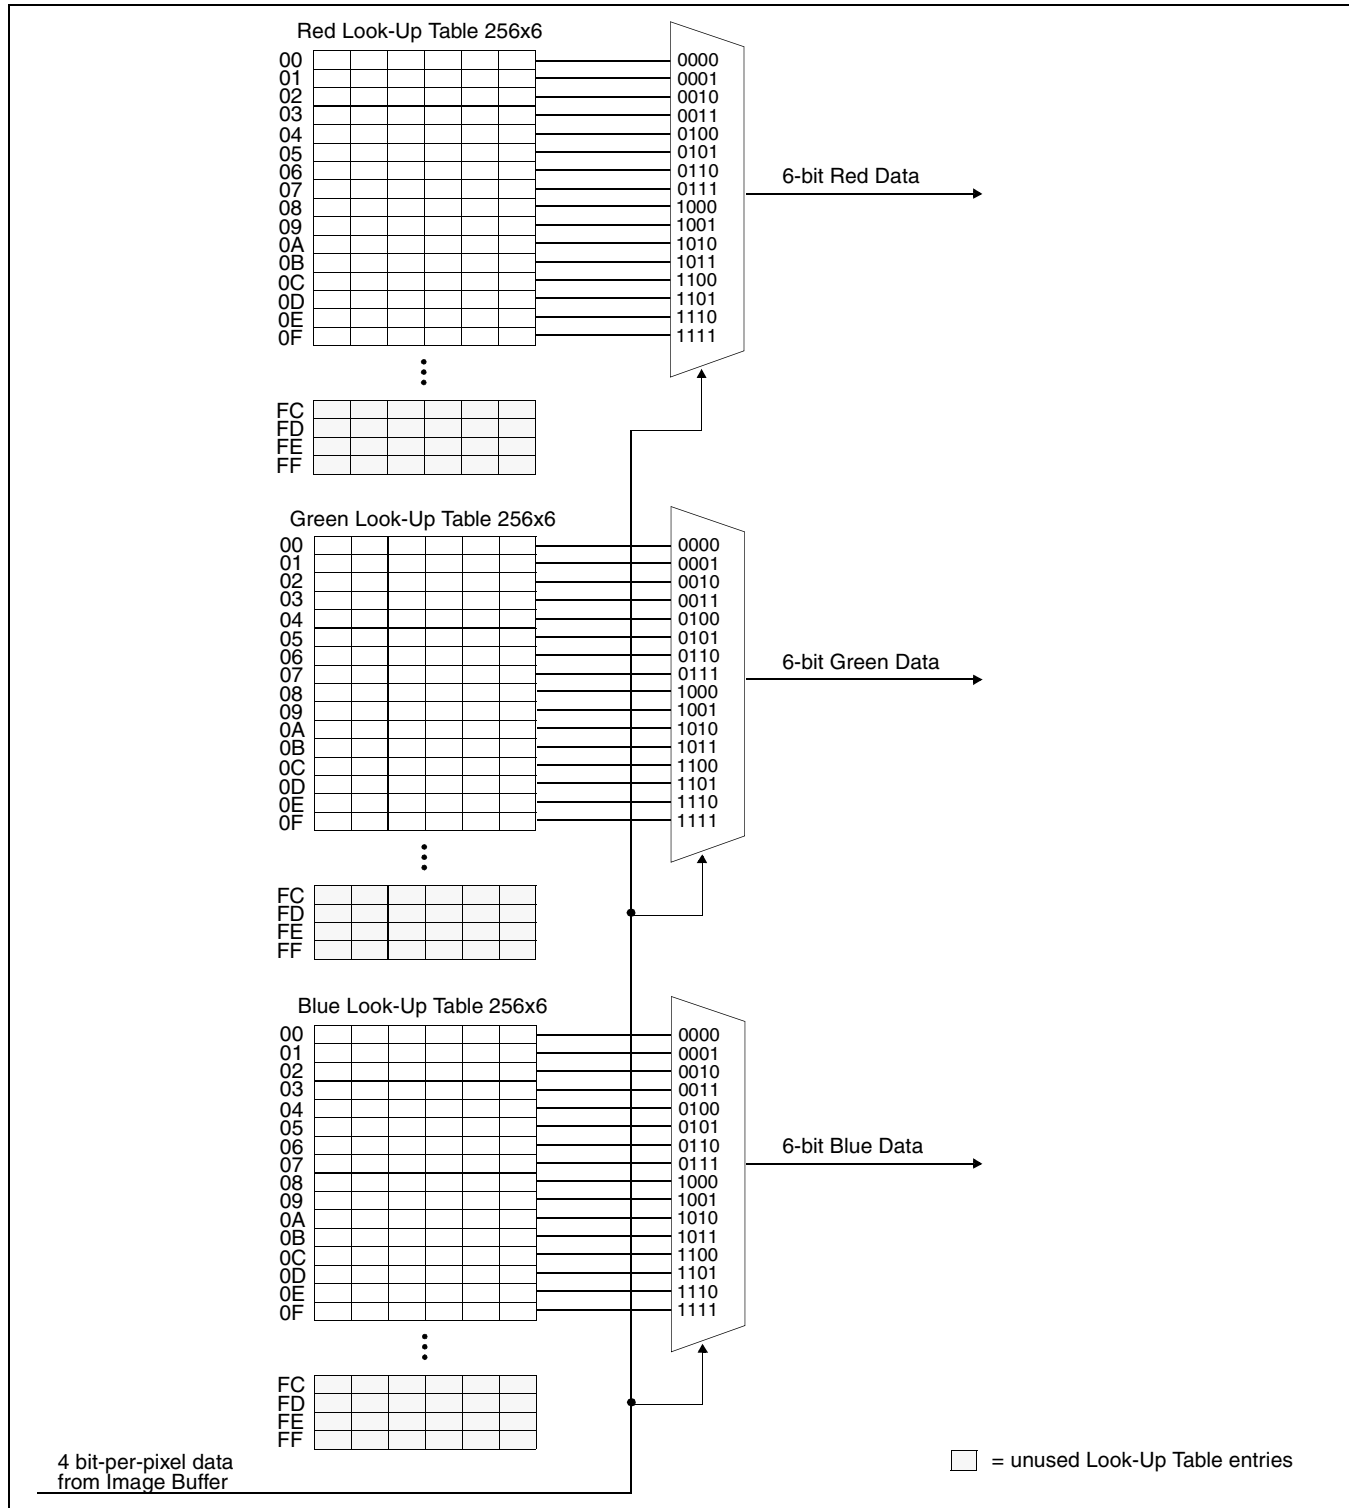 Red Look-Up Table 256x6
00 0000
01 0001
02 0010
03 0011
04 0100
05 0101
06 0110
07 0111
08 1000
09 1001
0A 1010
0B 1011
0C 1100
0D 1101
0E 1110
0F 1111
6-bit Red Data
FC
FD
FE
FF
Green Look-Up Table 256x6
00 0000
01 0001
02 0010
03 0011
04 0100
05 0101
06 0110
07 0111
08 1000
09 1001
0A 1010
0B 1011
0C 1100
0D 1101
0E 1110
0F 1111
6-bit Green Data
FC
FD
FE
FF
Blue Look-Up Table 256x6
00 0000
01 0001
02 0010
03 0011
04 0100
05 0101
06 0110
07 0111
08 1000
09 1001
0A 1010
0B 1011
0C 1100
0D 1101
0E 1110
0F 1111
6-bit Blue Data
FC
FD
FE
FF
4 bit-per-pixel data
from Image Buffer
= unused Look-Up Table entries